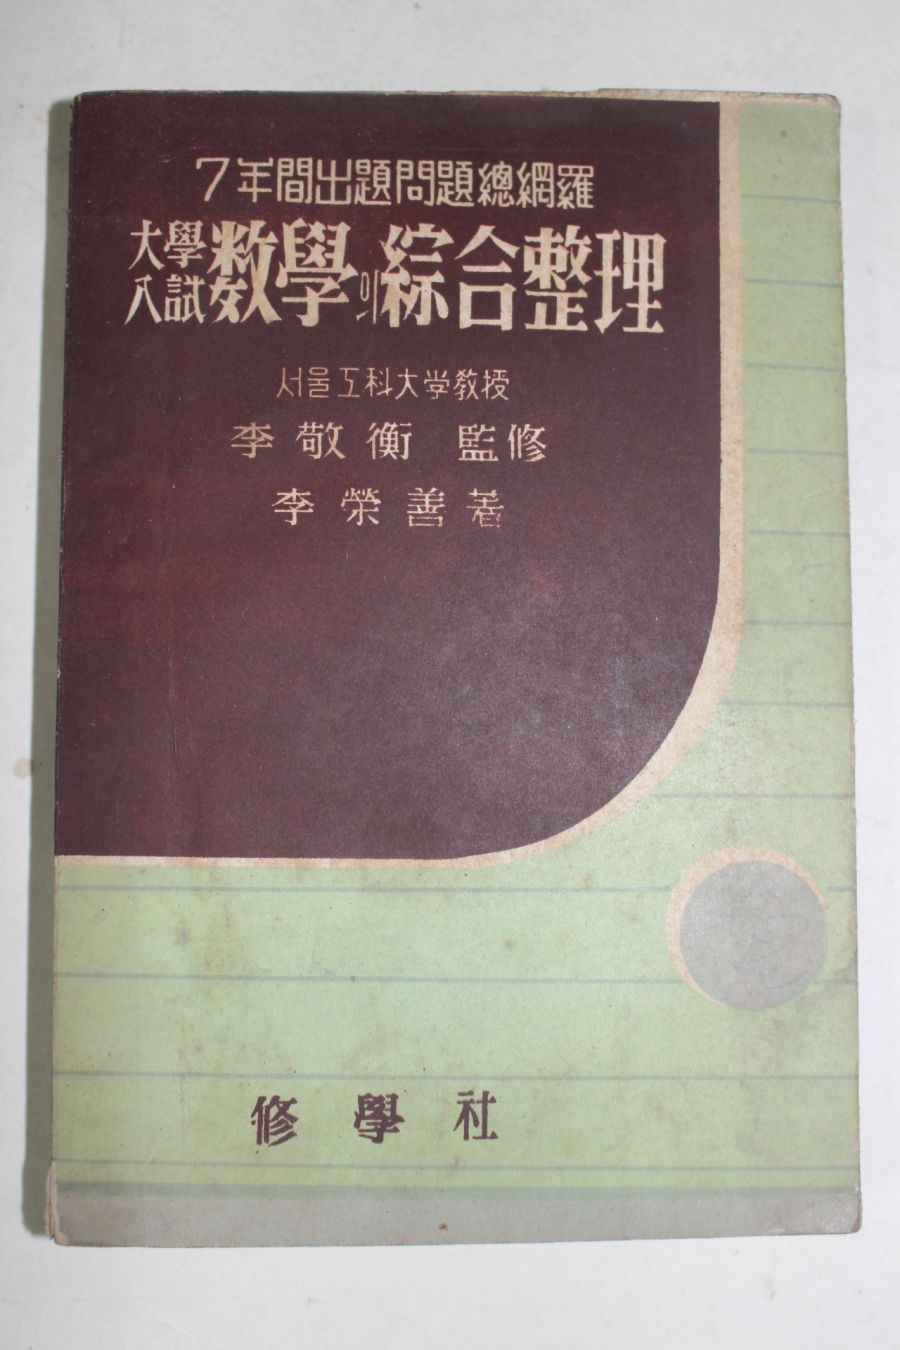 7年間出題問題總網羅
大學入試 数學의 綜合整理
서울工科大学教授
李敬衡 監修
李榮善 著
修學社